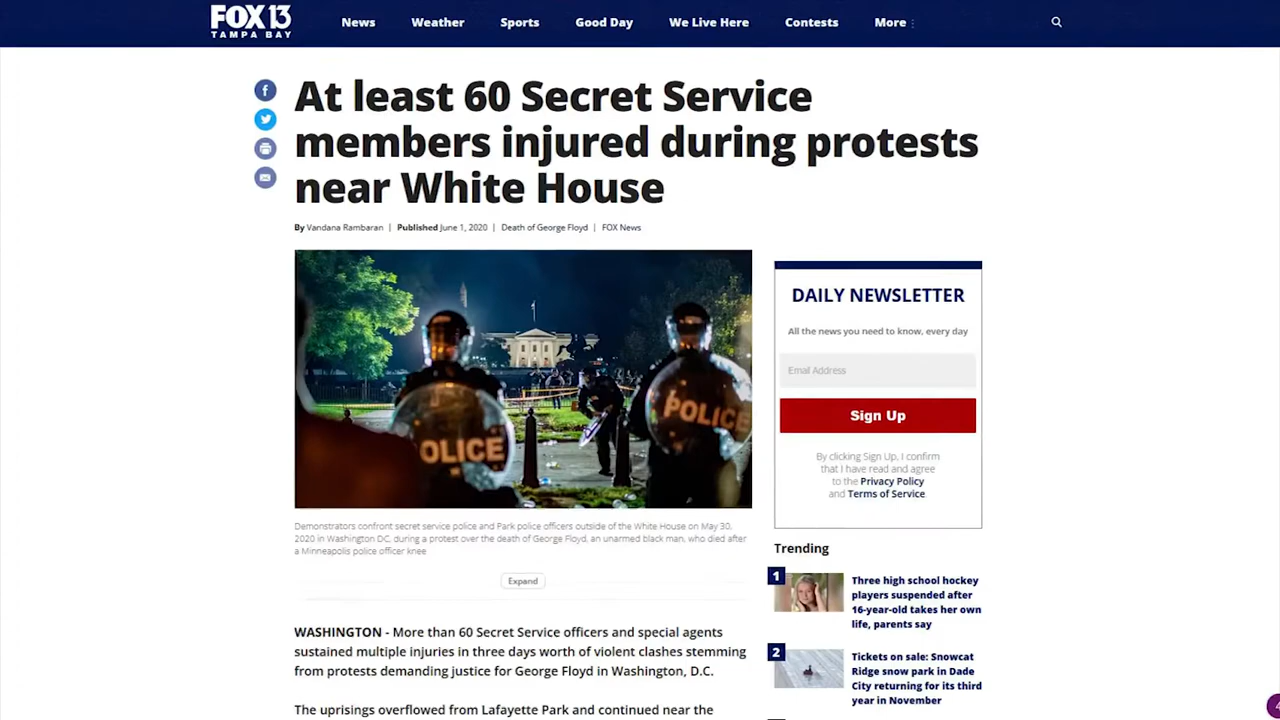 FOX 13
TAMPA BAY
News
Weather
Sports
Good Day
We Live Here
Contests
More
At least 60 Secret Service
members injured during protests
near White House
By Vandana Rambaran | Published June 1, 2020 | Death of George Floyd | FOX News
POLICE
POLICE
Demonstrators confront secret service police and Park police officers outside of the White House on May 30,
2020 in Washington DC, during a protest over the death of George Floyd, an unarmed black man, who died after
a Minneapolis police officer knee
Expand
WASHINGTON - More than 60 Secret Service officers and special agents
sustained multiple injuries in three days worth of violent clashes stemming
from protests demanding justice for George Floyd in Washington, D.C.
The uprisings overflowed from Lafayette Park and continued near the
DAILY NEWSLETTER
All the news you need to know, every day
Email Address
Sign Up
By clicking Sign Up, I confirm
that I have read and agree
to the Privacy Policy
and Terms of Service
Trending
1
Three high school hockey
players suspended after
16-year-old takes her own
life, parents say
2
Tickets on sale: Snowcat
Ridge snow park in Dade
City returning for its third
year in November